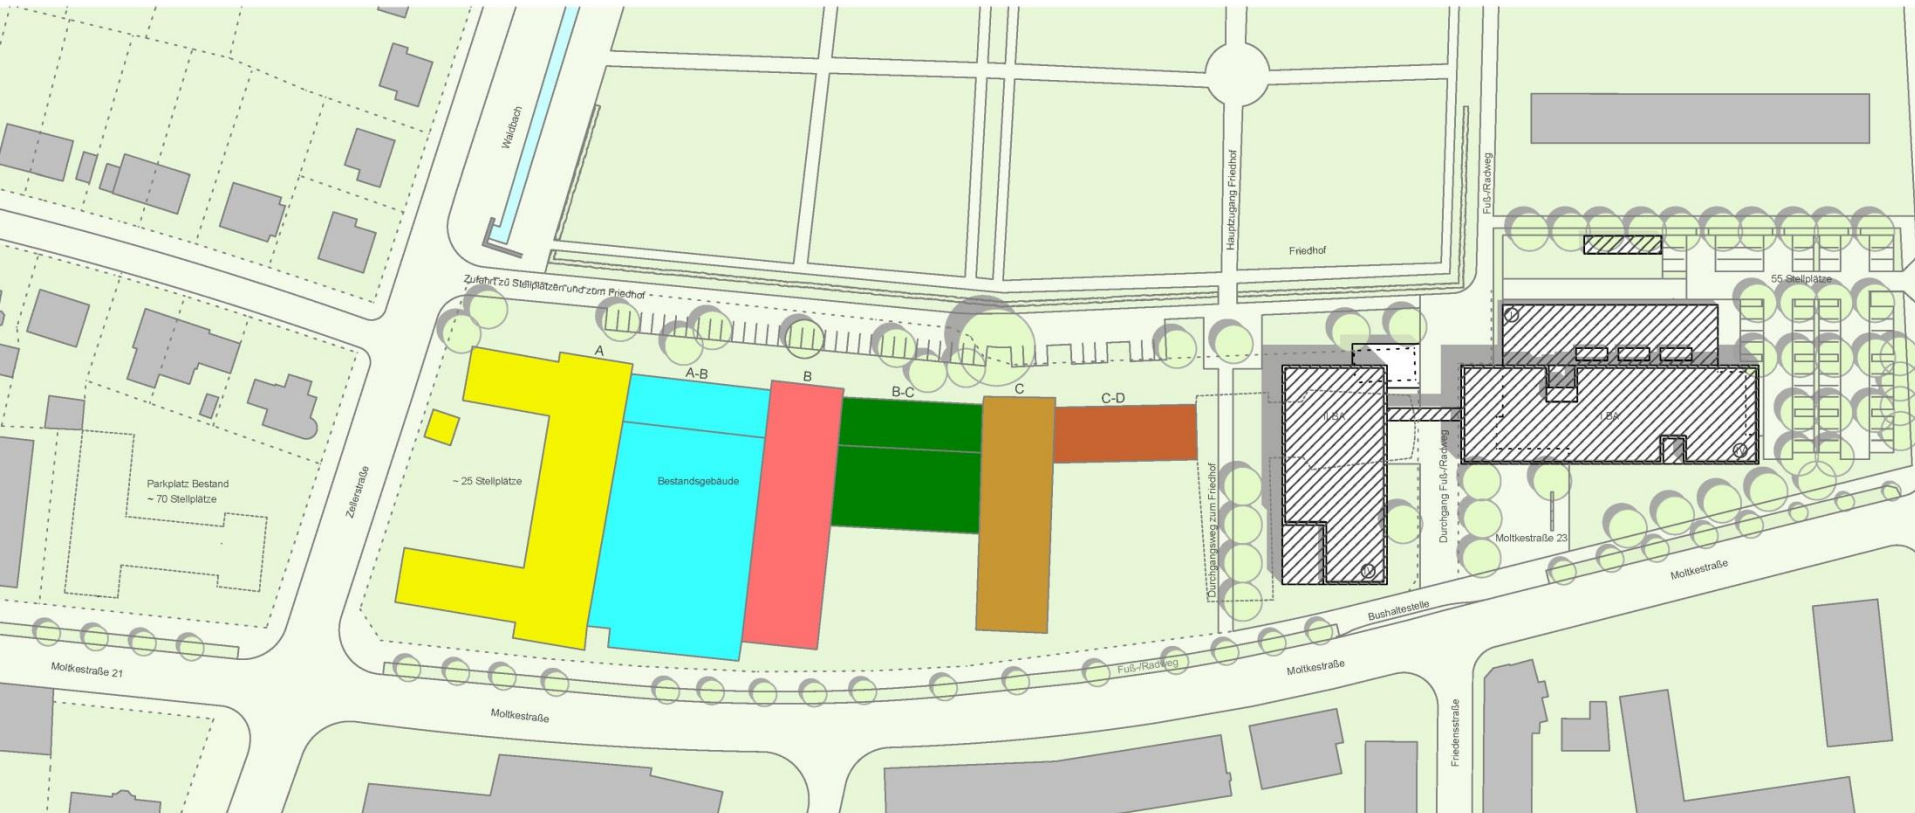 Waldbach
Hauptzugang Friedhof
Fuß-/Radweg
Friedhof
Zufahrt zu Stellplätzen und zum Friedhof
55 Stellplätze
A
A-B
B
B-C
C
C-D
II.BA
I.BA
Parkplatz Bestand
~ 70 Stellplätze
Zellerstraße
~ 25 Stellplätze
Bestandsgebäude
Durchgangsweg zum Friedhof
Durchgang Fuß-/Radweg
Moltkestraße 23
Moltkestraße
Bushaltestelle
Fuß-/Radweg
Moltkestraße
Moltkestraße 21
Moltkestraße
Friedensstraße